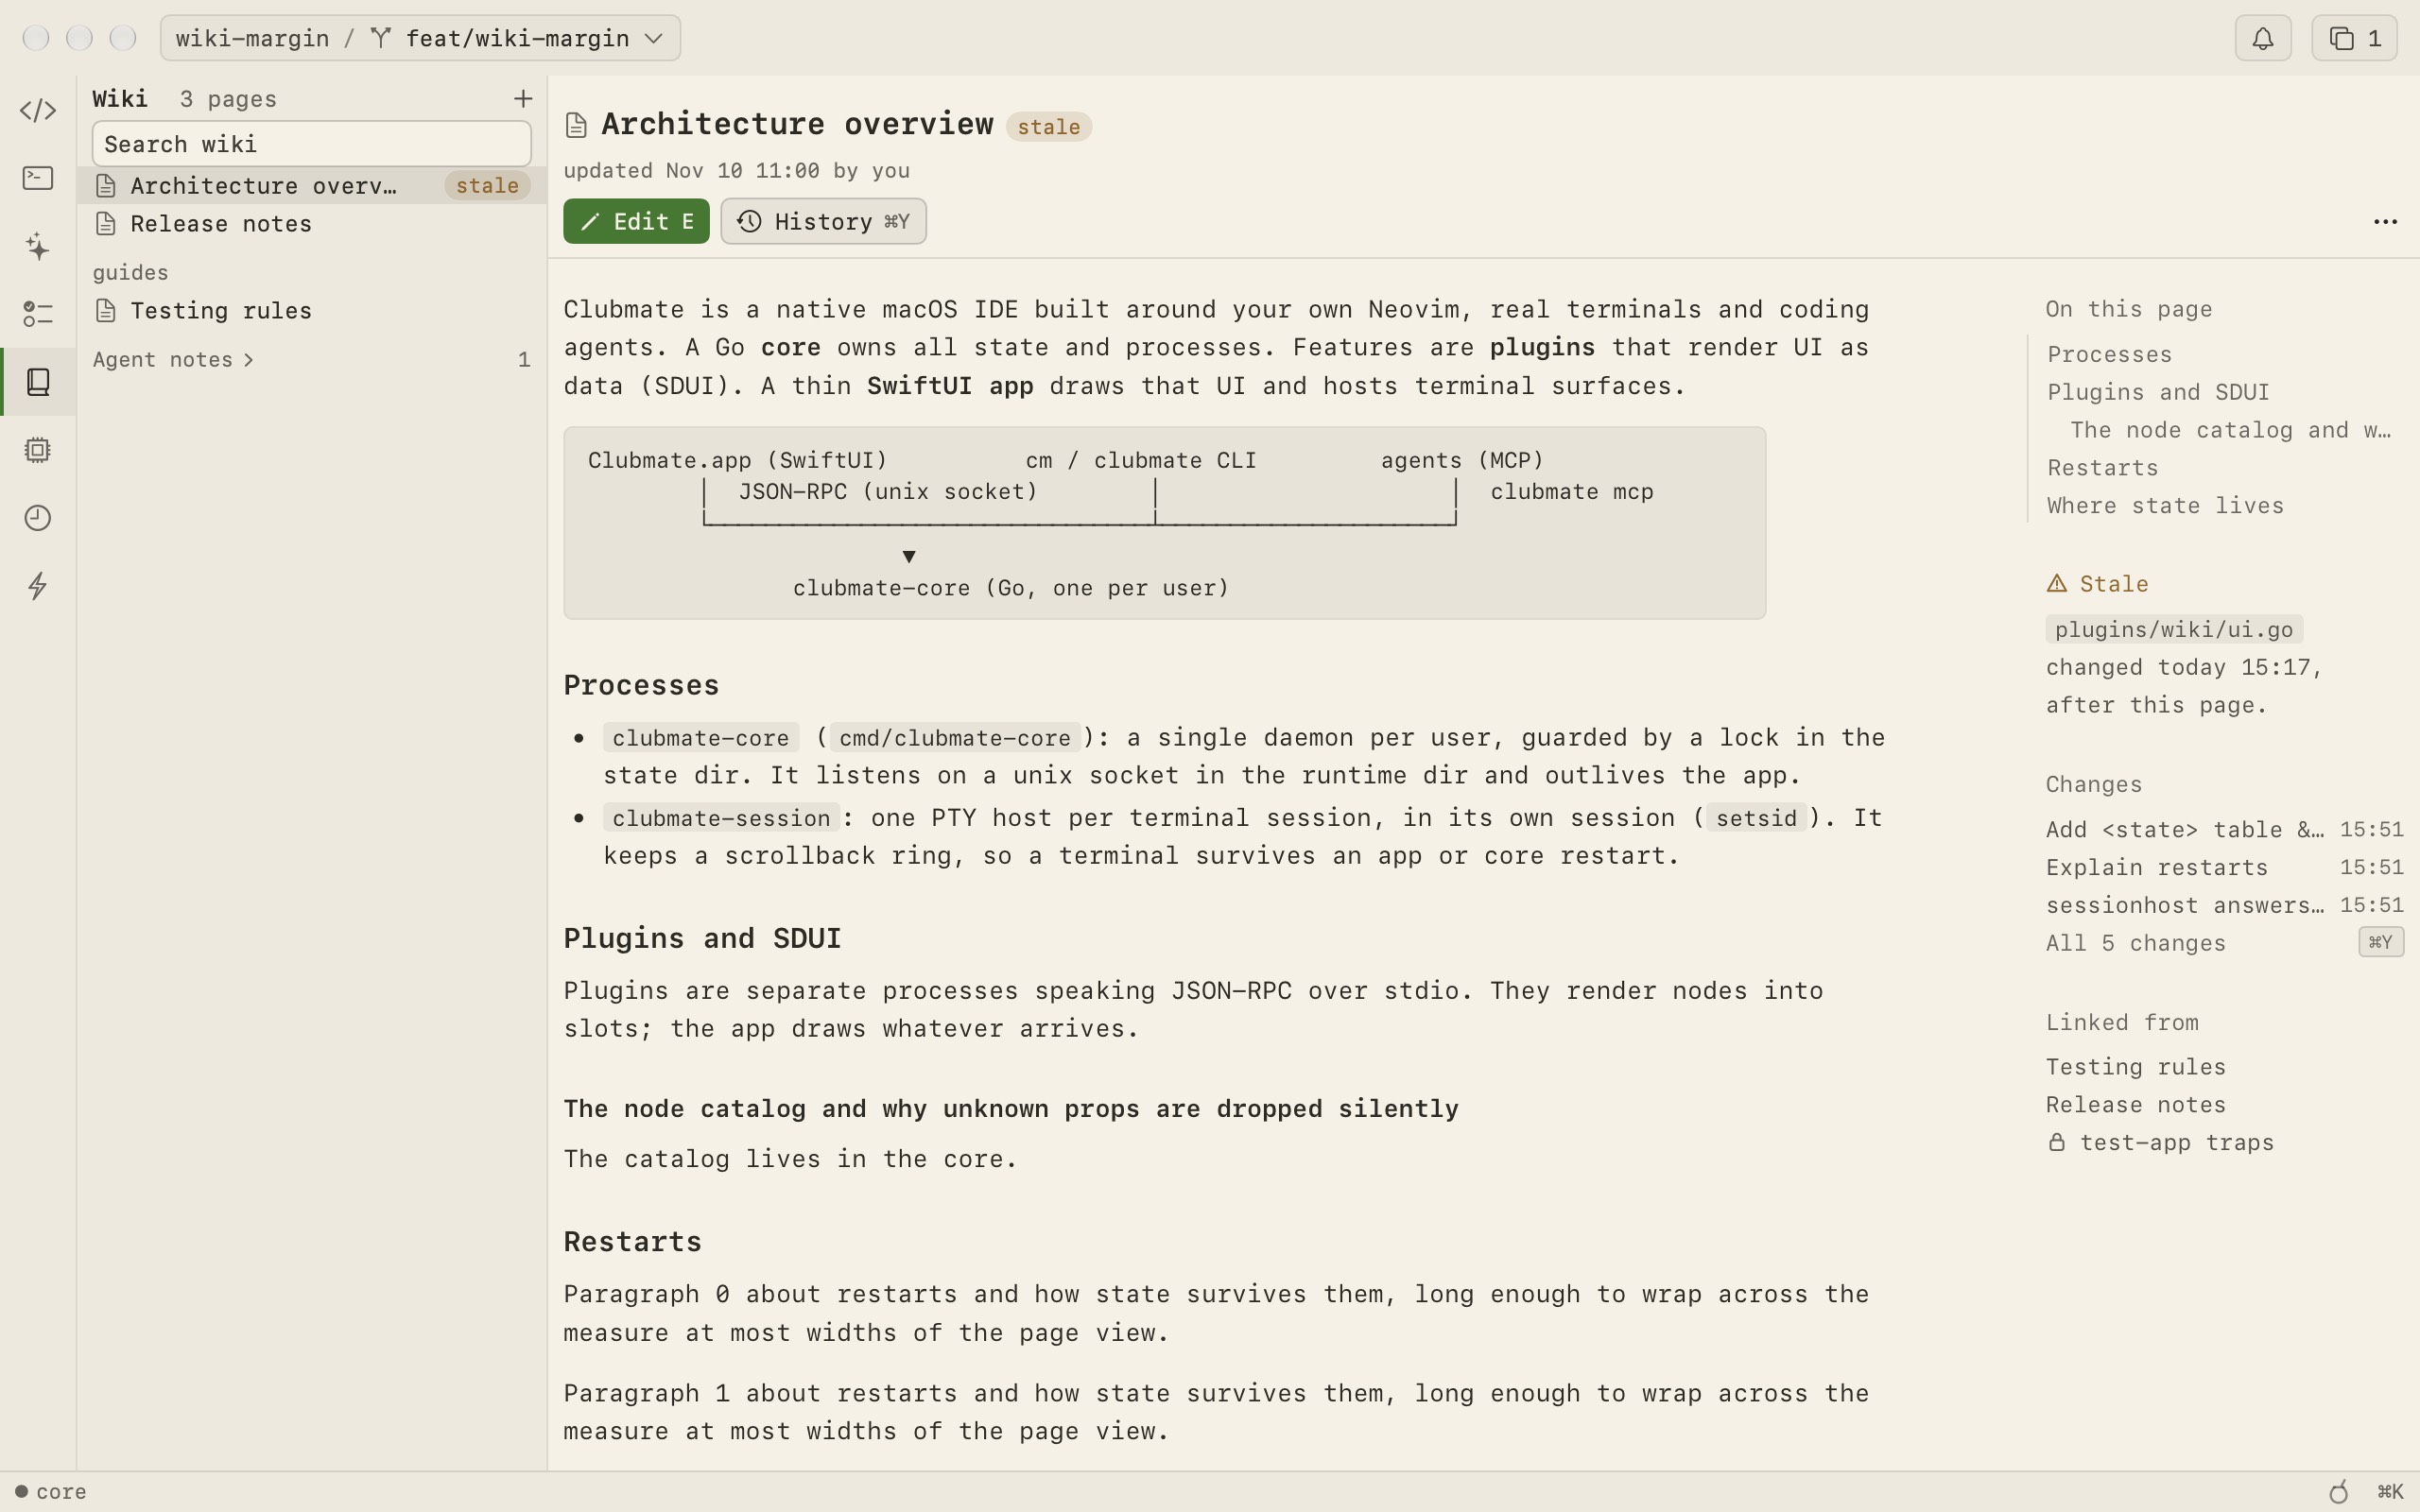 wiki-margin / feat/wiki-margin
1
Wiki 3 pages
Search wiki
Architecture overv… stale
Release notes
guides
Testing rules
Agent notes 1
Architecture overview stale
updated Nov 10 11:00 by you
Edit E History ⌘Y
Clubmate is a native macOS IDE built around your own Neovim, real terminals and coding
agents. A Go core owns all state and processes. Features are plugins that render UI as
data (SDUI). A thin SwiftUI app draws that UI and hosts terminal surfaces.
Clubmate.app (SwiftUI) cm / clubmate CLI agents (MCP)
JSON-RPC (unix socket) clubmate mcp
clubmate-core (Go, one per user)
Processes
• clubmate-core (cmd/clubmate-core): a single daemon per user, guarded by a lock in the
state dir. It listens on a unix socket in the runtime dir and outlives the app.
• clubmate-session: one PTY host per terminal session, in its own session (setsid). It
keeps a scrollback ring, so a terminal survives an app or core restart.
Plugins and SDUI
Plugins are separate processes speaking JSON-RPC over stdio. They render nodes into
slots; the app draws whatever arrives.
The node catalog and why unknown props are dropped silently
The catalog lives in the core.
Restarts
Paragraph 0 about restarts and how state survives them, long enough to wrap across the
measure at most widths of the page view.
Paragraph 1 about restarts and how state survives them, long enough to wrap across the
measure at most widths of the page view.
On this page
Processes
Plugins and SDUI
The node catalog and w…
Restarts
Where state lives
Stale
plugins/wiki/ui.go
changed today 15:17,
after this page.
Changes
Add <state> table &… 15:51
Explain restarts 15:51
sessionhost answers… 15:51
All 5 changes ⌘Y
Linked from
Testing rules
Release notes
test-app traps
core
⌘K